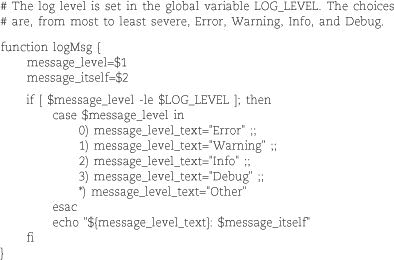 # The log level is set in the global variable LOG_LEVEL. The choices
# are, from most to least severe, Error, Warning, Info, and Debug.
function logMsg {
message_level=$1
message_itself=$2
if [ $message_level -le $LOG_LEVEL ]; then
case $message_level in
0) message_level_text="Error" ;;
1) message_level_text="Warning" ;;
2) message_level_text="Info" ;;
3) message_level_text="Debug" ;;
*) message_level_text="Other"
esac
echo "${message_level_text}: $message_itself"
fi
}